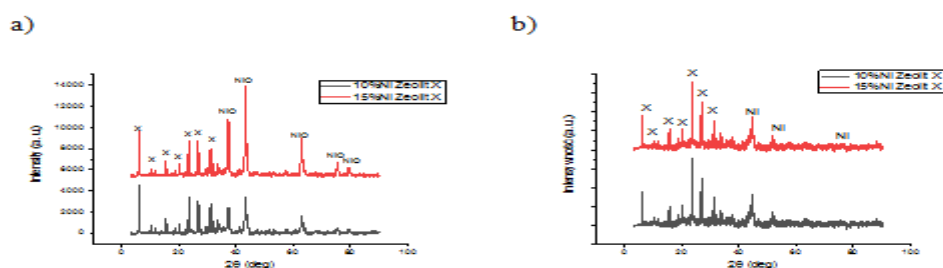 a)
b)
10%Ni Zeolit X
15%Ni Zeolit X
NiO
NiO
NiO
NiO
NiO
X
X
X
X
X
X
X
14000
12000
10000
8000
6000
4000
2000
0
Intensity (a.u.)
0
20
40
60
80
100
2Θ (deg)
10%Ni Zeolit X
15%Ni Zeolit X
X
X
X
X
X
X
X
Ni
Ni
Ni
0
20
40
60
80
100
2Θ (deg)